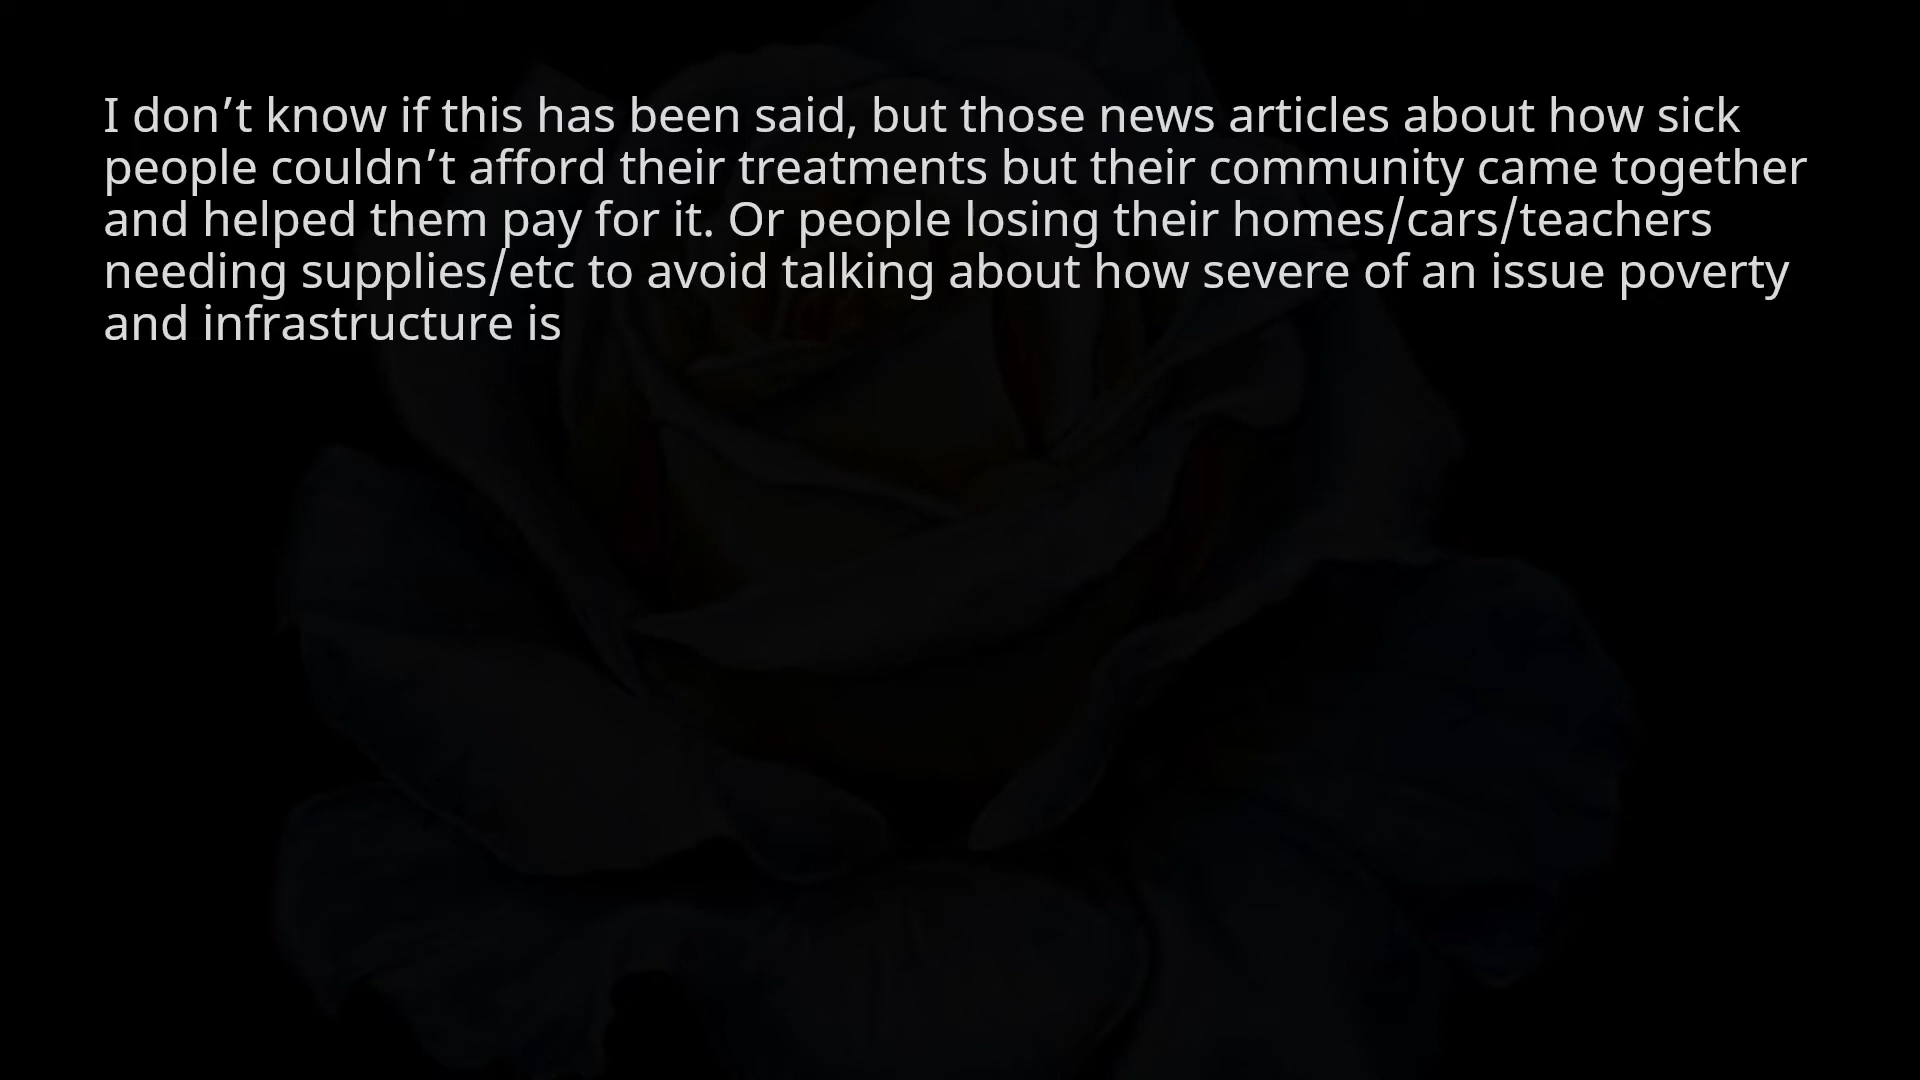 I don’t know if this has been said, but those news articles about how sick
people couldn’t afford their treatments but their community came together
and helped them pay for it. Or people losing their homes/cars/teachers
needing supplies/etc to avoid talking about how severe of an issue poverty
and infrastructure is